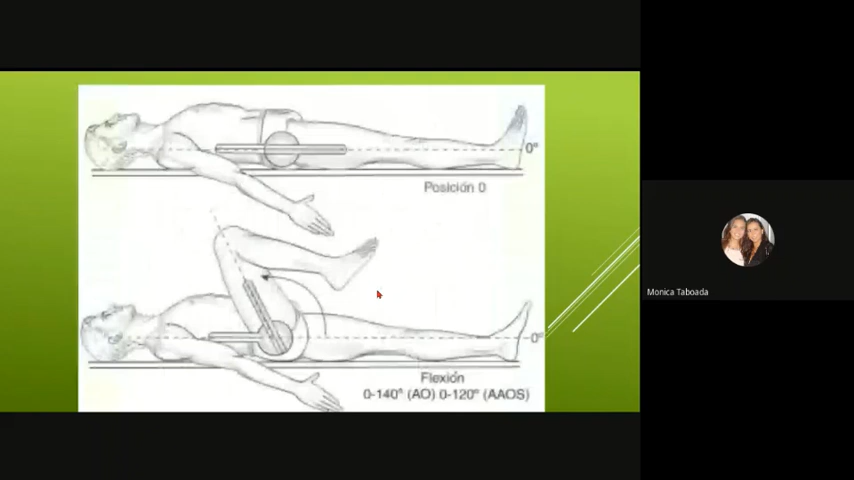 0°
Posición 0
0°
Flexión
0-140° (AO) 0-120° (AAOS)
Monica Taboada